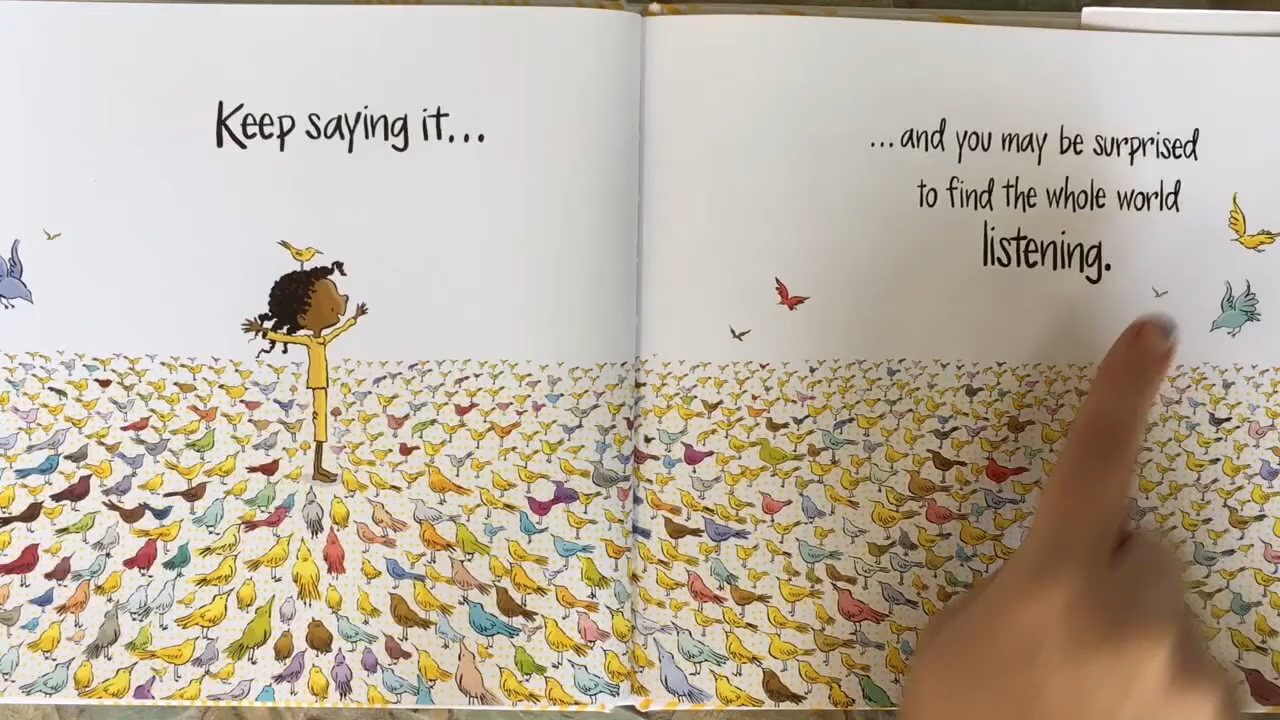 Keep saying it...
...and you may be surprised
to find the whole world
listening.